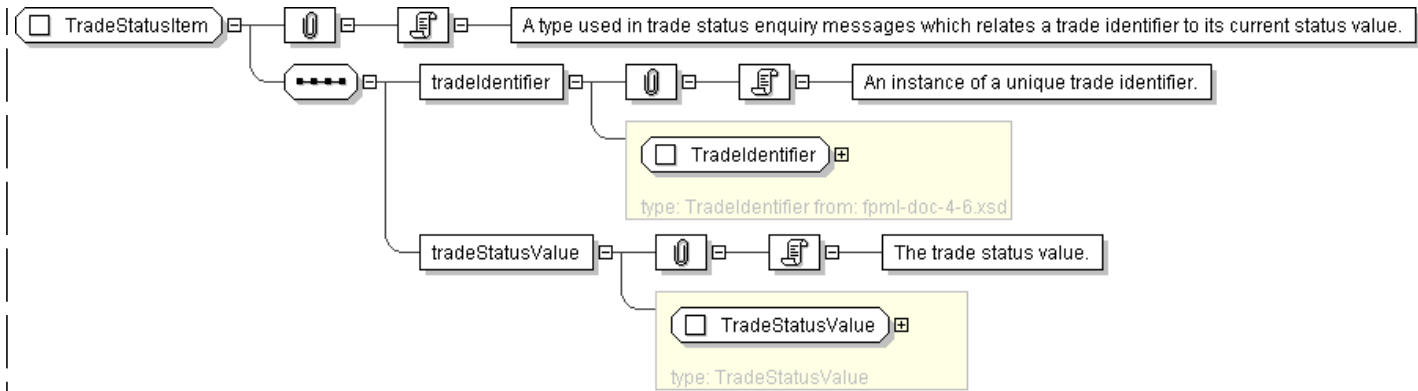 TradeStatusItem A type used in trade status enquiry messages which relates a trade identifier to its current status value.
tradeIdentifier An instance of a unique trade identifier.
TradeIdentifier
type: TradeIdentifier from: fpml-doc-4-6.xsd
tradeStatusValue The trade status value.
TradeStatusValue
type: TradeStatusValue